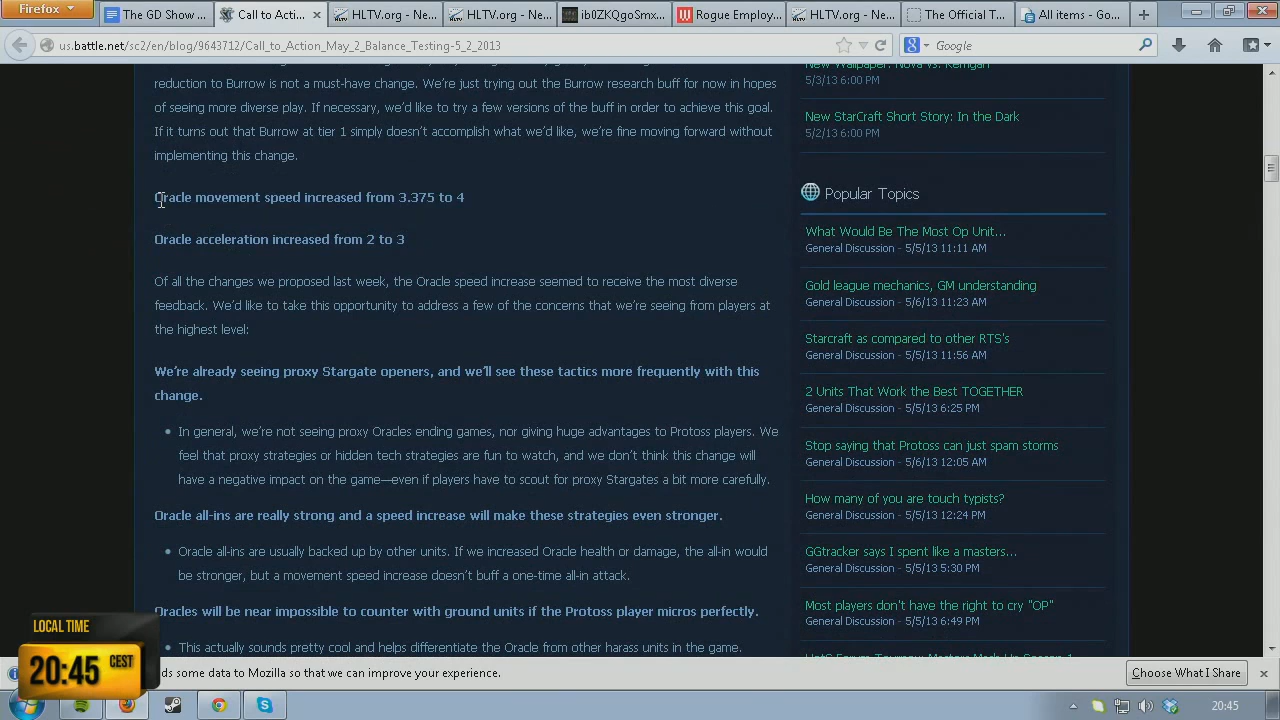 Firefox
The GD Show ...
Call to Actio...
HLTV.org - Ne...
HLTV.org - Ne...
ib0ZKQgoSmx...
Rogue Employ...
HLTV.org - Ne...
The Official T...
All items - Go...
us.battle.net/sc2/en/blog/9633712/Call_to_Action_May_2_Balance_Testing-5_2_2013
Google
reduction to Burrow is not a must-have change. We're just trying out the Burrow research buff for now in hopes
of seeing more diverse play. If necessary, we'd like to try a few versions of the buff in order to achieve this goal.
If it turns out that Burrow at tier 1 simply doesn't accomplish what we'd like, we're fine moving forward without
implementing this change.
Oracle movement speed increased from 3.375 to 4
Oracle acceleration increased from 2 to 3
Of all the changes we proposed last week, the Oracle speed increase seemed to receive the most diverse
feedback. We'd like to take this opportunity to address a few of the concerns that we're seeing from players at
the highest level:
We're already seeing proxy Stargate openers, and we'll see these tactics more frequently with this
change.
In general, we're not seeing proxy Oracles ending games, nor giving huge advantages to Protoss players. We
feel that proxy strategies or hidden tech strategies are fun to watch, and we don't think this change will
have a negative impact on the game—even if players have to scout for proxy Stargates a bit more carefully.
Oracle all-ins are really strong and a speed increase will make these strategies even stronger.
Oracle all-ins are usually backed up by other units. If we increased Oracle health or damage, the all-in would
be stronger, but a movement speed increase doesn't buff a one-time all-in attack.
Oracles will be near impossible to counter with ground units if the Protoss player micros perfectly.
This actually sounds pretty cool and helps differentiate the Oracle from other harass units in the game.
New Wallpaper: Nova vs. Kerrigan
5/3/13 6:00 PM
New StarCraft Short Story: In the Dark
5/2/13 6:00 PM
Popular Topics
What Would Be The Most Op Unit...
General Discussion - 5/5/13 11:11 AM
Gold league mechanics, GM understanding
General Discussion - 5/6/13 11:23 AM
Starcraft as compared to other RTS's
General Discussion - 5/5/13 11:56 AM
2 Units That Work the Best TOGETHER
General Discussion - 5/5/13 6:25 PM
Stop saying that Protoss can just spam storms
General Discussion - 5/6/13 12:05 AM
How many of you are touch typists?
General Discussion - 5/5/13 12:24 PM
GGtracker says I spent like a masters...
General Discussion - 5/5/13 5:30 PM
Most players don't have the right to cry "OP"
General Discussion - 5/5/13 6:49 PM
LOCAL TIME
20:45 CEST
ds some data to Mozilla so that we can improve your experience.
Choose What I Share
20:45